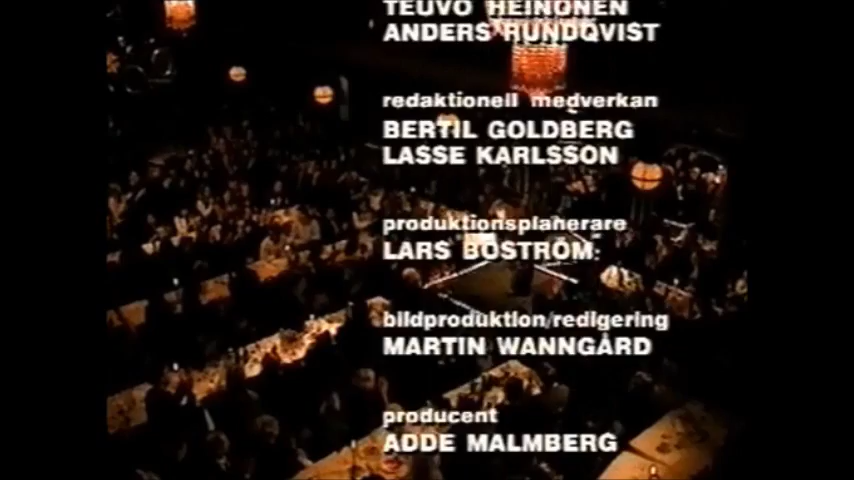 TEUVO HEINONEN
ANDERS RUNDQVIST
redaktionell medverkan
BERTIL GOLDBERG
LASSE KARLSSON
produktionsplanerare
LARS BOSTRÖM
bildproduktion/redigering
MARTIN WANNGÅRD
producent
ADDE MALMBERG